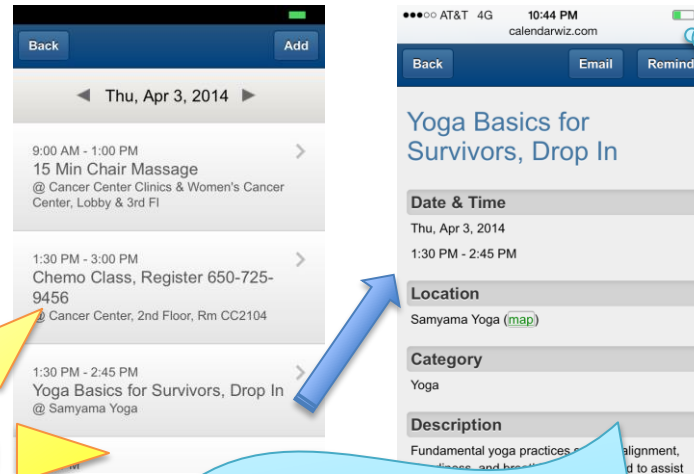 Back
Add
Thu, Apr 3, 2014
9:00 AM - 1:00 PM
15 Min Chair Massage
@ Cancer Center Clinics & Women's Cancer
Center, Lobby & 3rd Fl
1:30 PM - 3:00 PM
Chemo Class, Register 650-725-
9456
@ Cancer Center, 2nd Floor, Rm CC2104
1:30 PM - 2:45 PM
Yoga Basics for Survivors, Drop In
@ Samyama Yoga
AT&T 4G 10:44 PM
calendarwiz.com
Back
Email
Remind
Yoga Basics for
Survivors, Drop In
Date & Time
Thu, Apr 3, 2014
1:30 PM - 2:45 PM
Location
Samyama Yoga (map)
Category
Yoga
Description
Fundamental yoga practices alignment,
and to assist